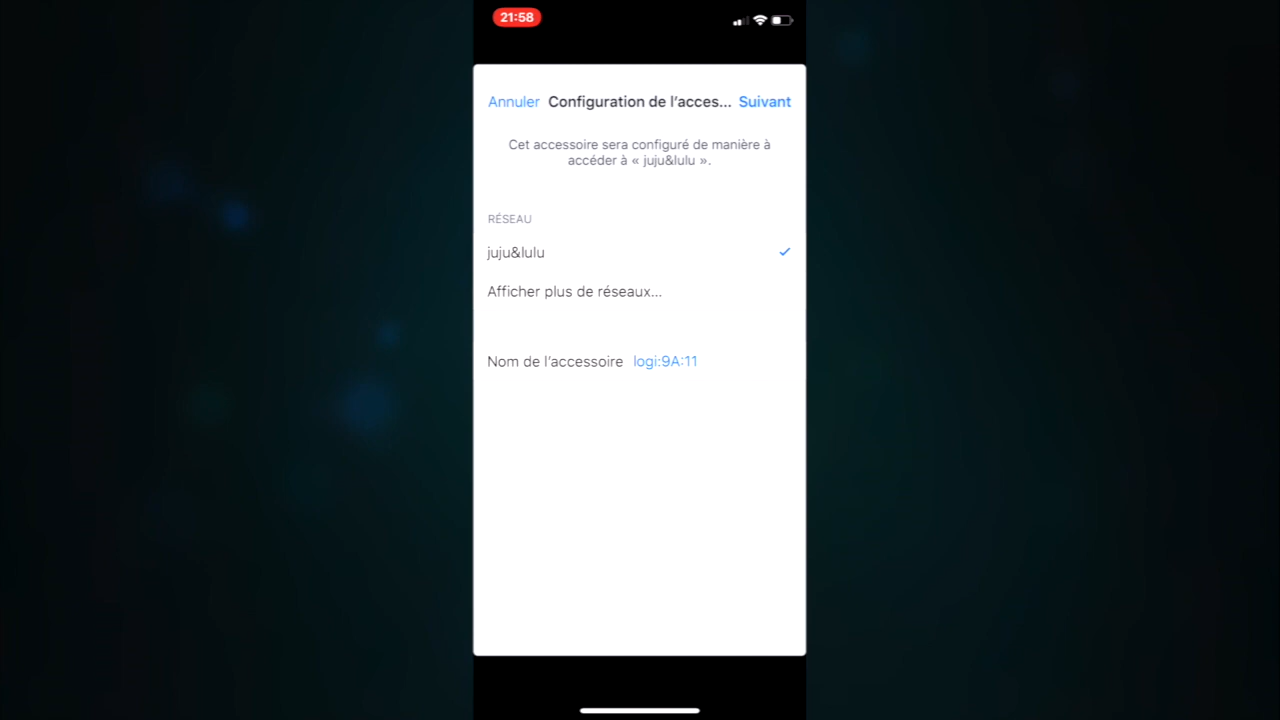 21:58
Annuler Configuration de l'acces... Suivant
Cet accessoire sera configuré de manière à
accéder à « juju&lulu ».
RÉSEAU
juju&lulu
Afficher plus de réseaux...
Nom de l'accessoire logi:9A:11